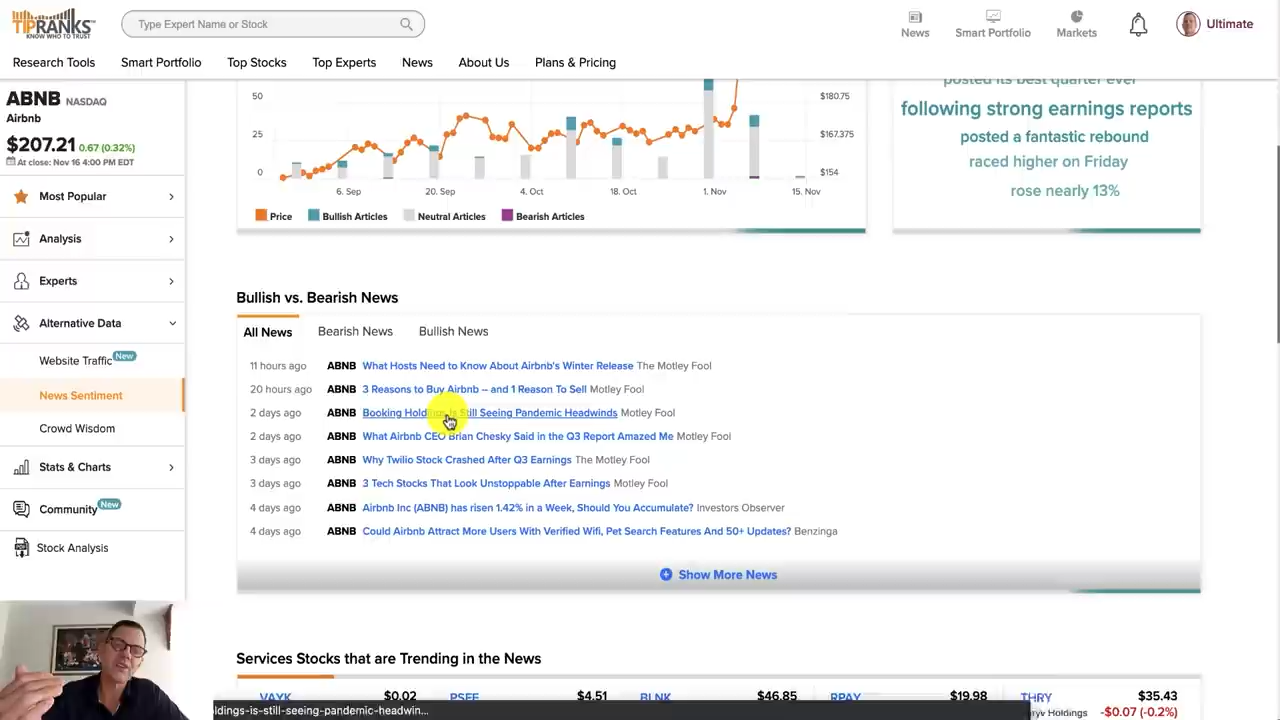 TIPRANKS
KNOW WHO TO TRUST
Type Expert Name or Stock
News
Smart Portfolio
Markets
Ultimate
Research Tools
Smart Portfolio
Top Stocks
Top Experts
News
About Us
Plans & Pricing
ABNB NASDAQ
Airbnb
$207.21 0.67 (0.32%)
At close: Nov 16 4:00 PM EDT
Most Popular
Analysis
Experts
Alternative Data
Website Traffic New
News Sentiment
Crowd Wisdom
Stats & Charts
Community New
Stock Analysis
50
25
0
$180.75
$167.375
$154
6. Sep
20. Sep
4. Oct
18. Oct
1. Nov
15. Nov
Price
Bullish Articles
Neutral Articles
Bearish Articles
posted its best quarter ever
following strong earnings reports
posted a fantastic rebound
raced higher on Friday
rose nearly 13%
Bullish vs. Bearish News
All News
Bearish News
Bullish News
11 hours ago ABNB What Hosts Need to Know About Airbnb's Winter Release The Motley Fool
20 hours ago ABNB 3 Reasons to Buy Airbnb -- and 1 Reason To Sell Motley Fool
2 days ago ABNB Booking Holdings Is Still Seeing Pandemic Headwinds Motley Fool
2 days ago ABNB What Airbnb CEO Brian Chesky Said in the Q3 Report Amazed Me Motley Fool
3 days ago ABNB Why Twilio Stock Crashed After Q3 Earnings The Motley Fool
3 days ago ABNB 3 Tech Stocks That Look Unstoppable After Earnings Motley Fool
4 days ago ABNB Airbnb Inc (ABNB) has risen 1.42% in a Week, Should You Accumulate? Investors Observer
4 days ago ABNB Could Airbnb Attract More Users With Verified Wifi, Pet Search Features And 50+ Updates? Benzinga
Show More News
Services Stocks that are Trending in the News
VAYK $0.02
PSFE $4.51
BLNK $46.85
RPAY $19.98
THRY $35.43
Holdings -$0.07 (-0.2%)
ldings-is-still-seeing-pandemic-headwin...